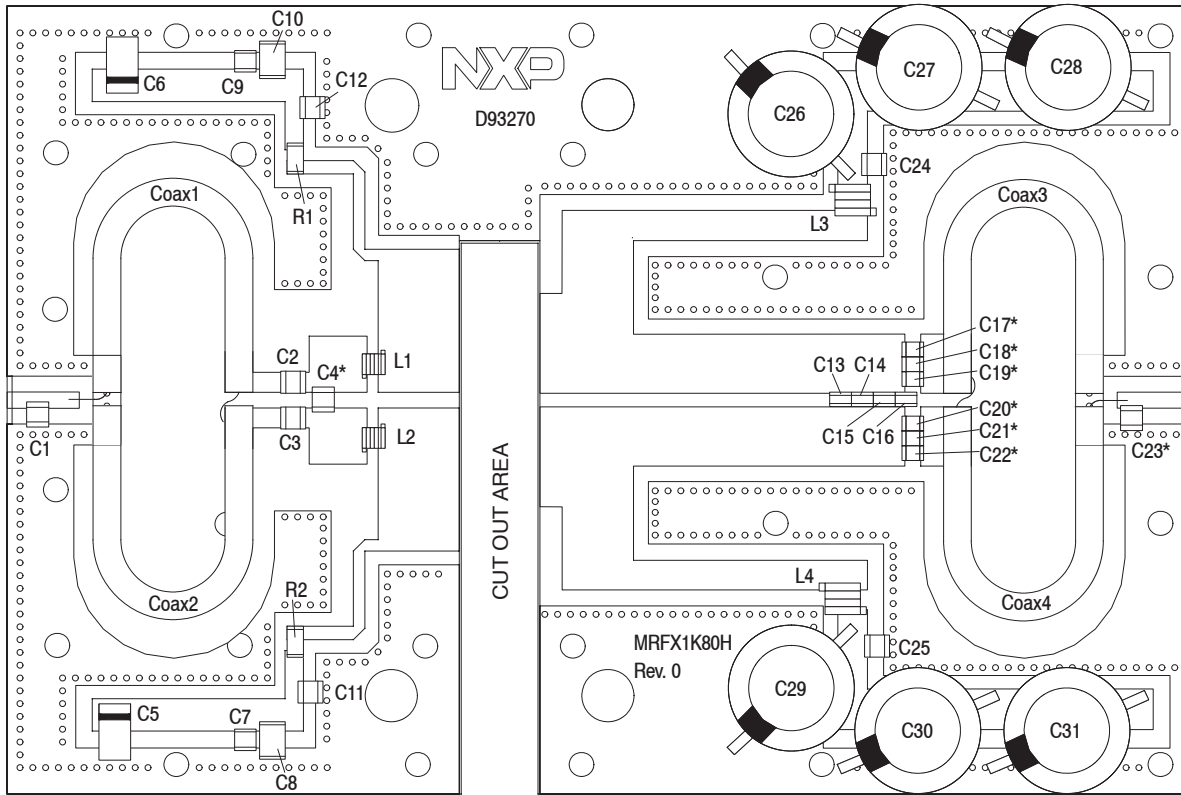 C10
C6
C9
C12
NXP
D93270
C26
C27
C28
C24
Coax1
R1
L3
Coax3
C17*
C18*
C19*
C2
C4*
L1
C13
C14
C1
C3
L2
C15
C16
C20*
C21*
C22*
C23*
CUT OUT AREA
Coax2
R2
L4
Coax4
MRFX1K80H
Rev. 0
C25
C5
C7
C11
C8
C29
C30
C31